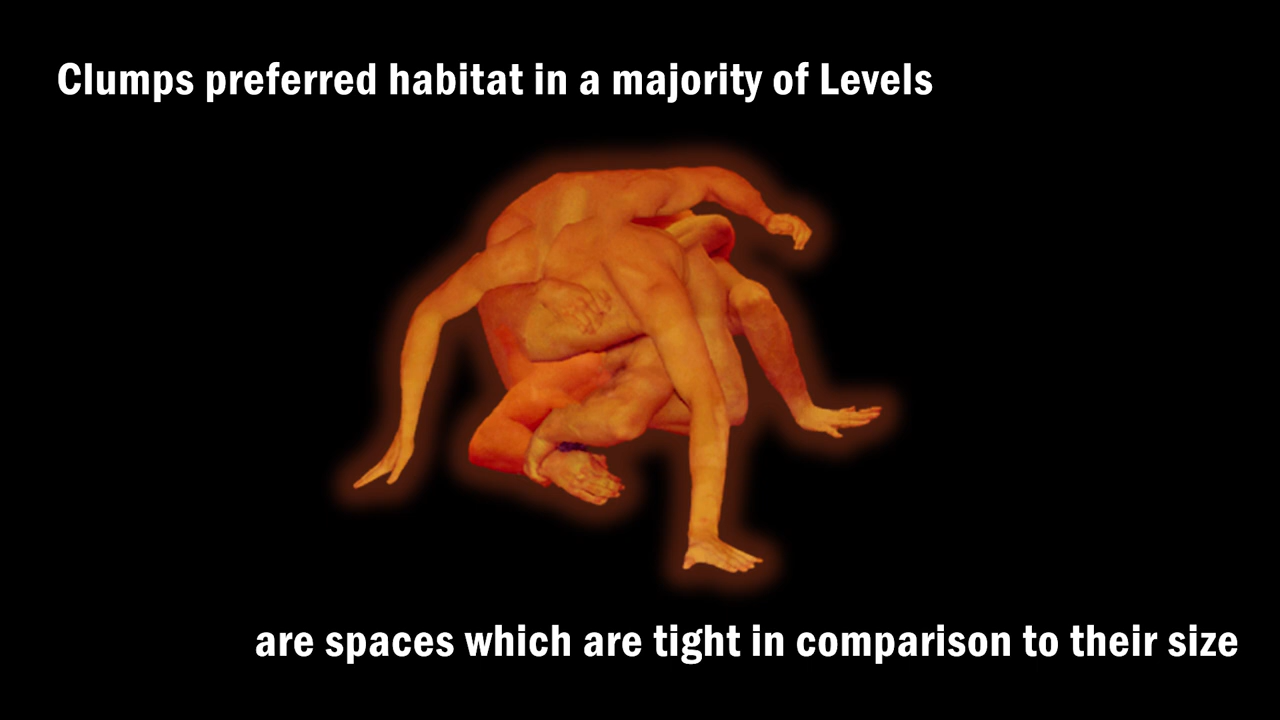 Clumps preferred habitat in a majority of Levels
are spaces which are tight in comparison to their size